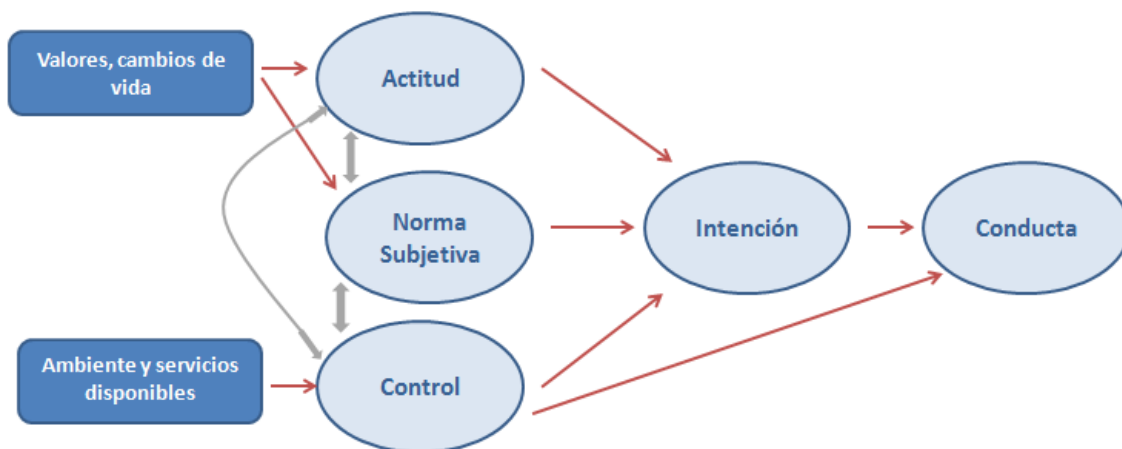 Valores, cambios de
vida
Actitud
Norma
Subjetiva
Intención
Conducta
Ambiente y servicios
disponibles
Control